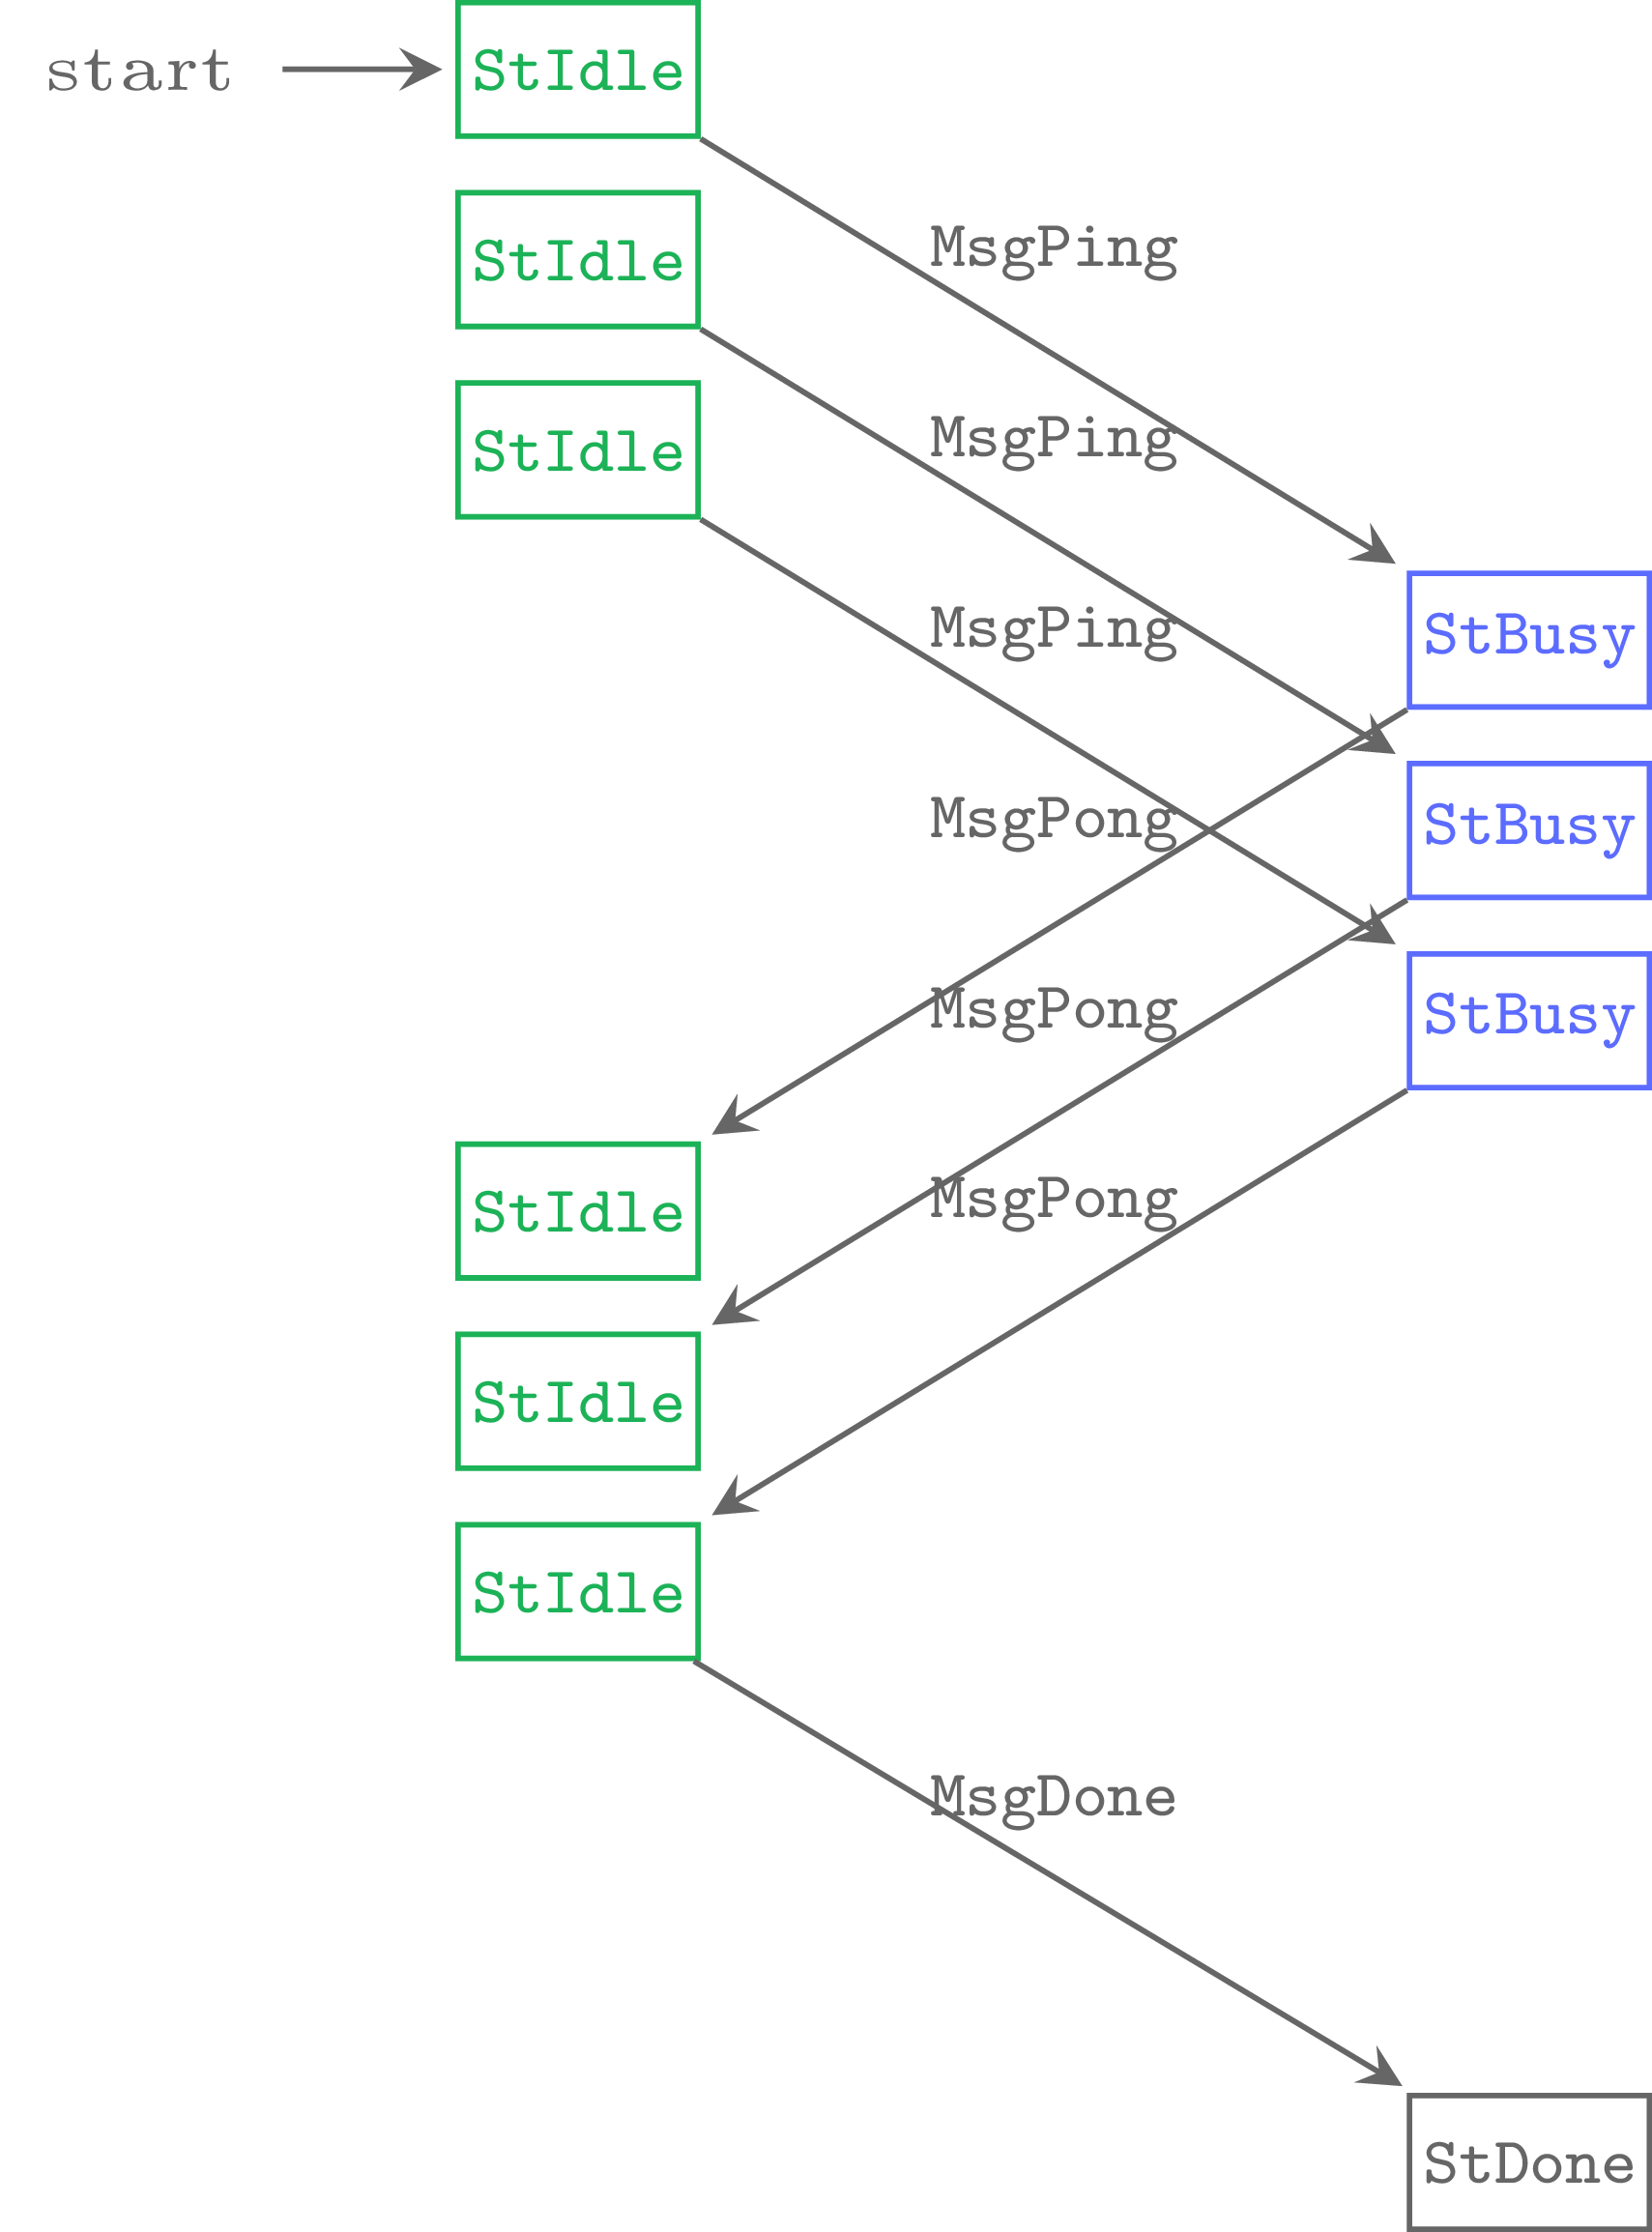 start
StIdle
MsgPing
StIdle
MsgPing
StIdle
MsgPing
StBusy
MsgPong
StBusy
MsgPong
StBusy
MsgPong
StIdle
StIdle
StIdle
MsgDone
StDone